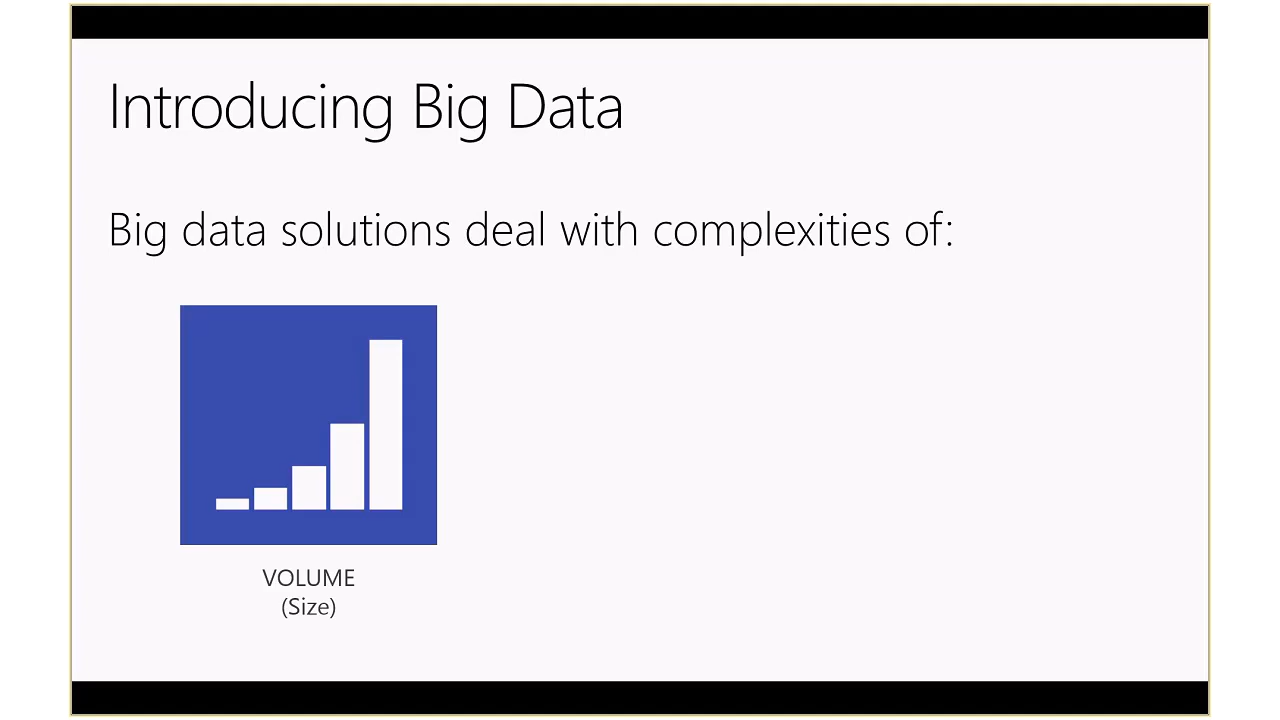 Introducing Big Data
Big data solutions deal with complexities of:
VOLUME
(Size)